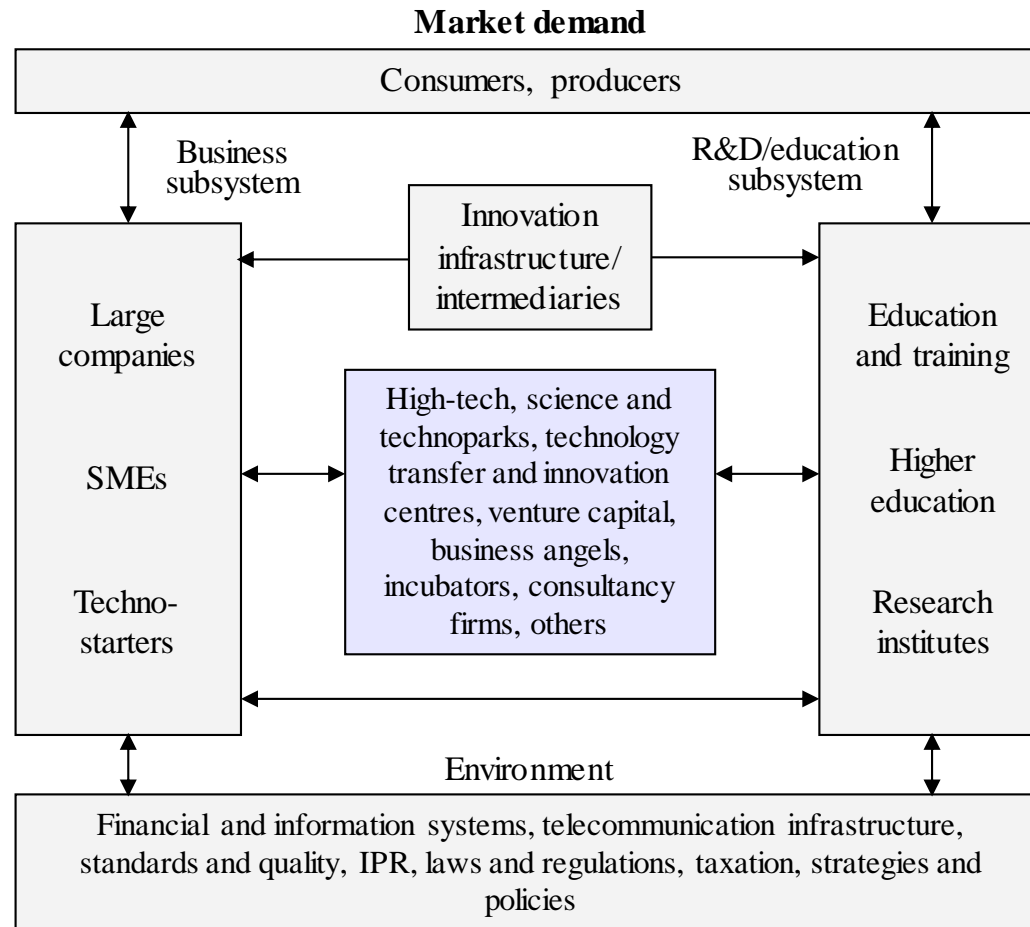 Market demand
Consumers, producers
Business
subsystem
R&D/education
subsystem
Innovation
infrastructure/
intermediaries
Large
companies
SMEs
Techno-
starters
High-tech, science and
technoparks, technology
transfer and innovation
centres, venture capital,
business angels,
incubators, consultancy
firms, others
Education
and training
Higher
education
Research
institutes
Environment
Financial and information systems, telecommunication infrastructure,
standards and quality, IPR, laws and regulations, taxation, strategies and
policies